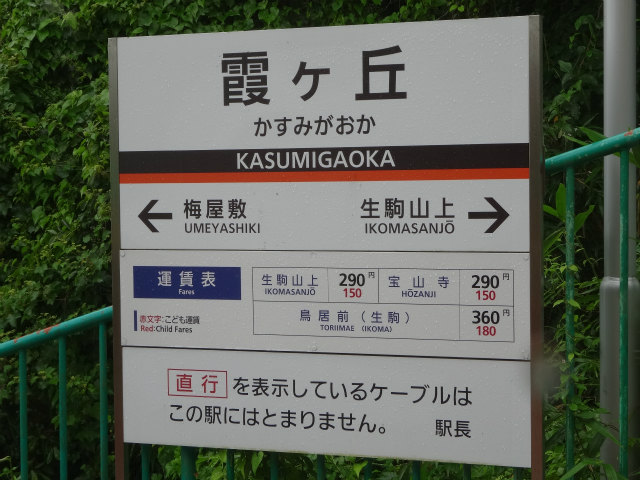 霞ヶ丘
かすみがおか
KASUMIGAOKA
梅屋敷 生駒山上
UMEYASHIKI IKOMASANJŌ
運賃表
Fares
赤文字:こども運賃
Red:Child Fares
生駒山上 290円 宝山寺 290円
IKOMASANJŌ 150 HŌZANJI 150
鳥居前(生駒) 360円
TORIIMAE (IKOMA) 180
直行を表示しているケーブルは
この駅にはとまりません。 駅長